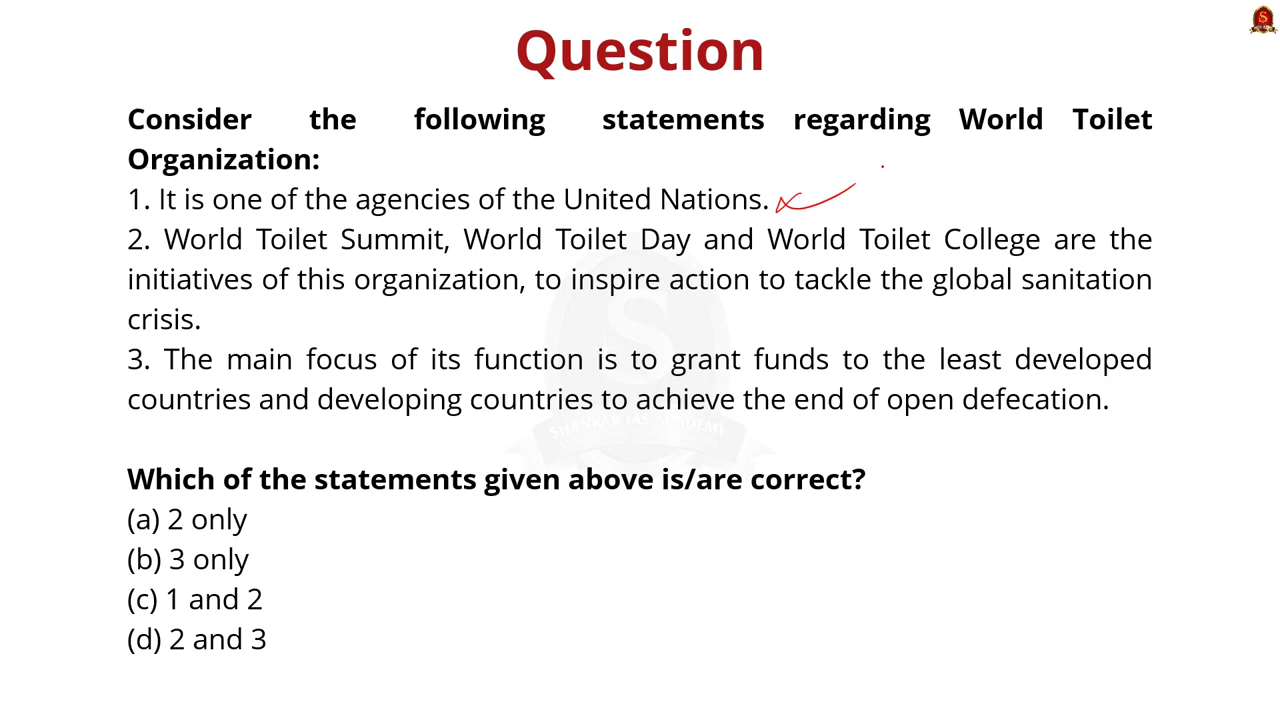 Question
Consider the following statements regarding World Toilet
Organization:
1. It is one of the agencies of the United Nations.
2. World Toilet Summit, World Toilet Day and World Toilet College are the
initiatives of this organization, to inspire action to tackle the global sanitation
crisis.
3. The main focus of its function is to grant funds to the least developed
countries and developing countries to achieve the end of open defecation.
SHANKAR IAS ACADEMY
Which of the statements given above is/are correct?
(a) 2 only
(b) 3 only
(c) 1 and 2
(d) 2 and 3